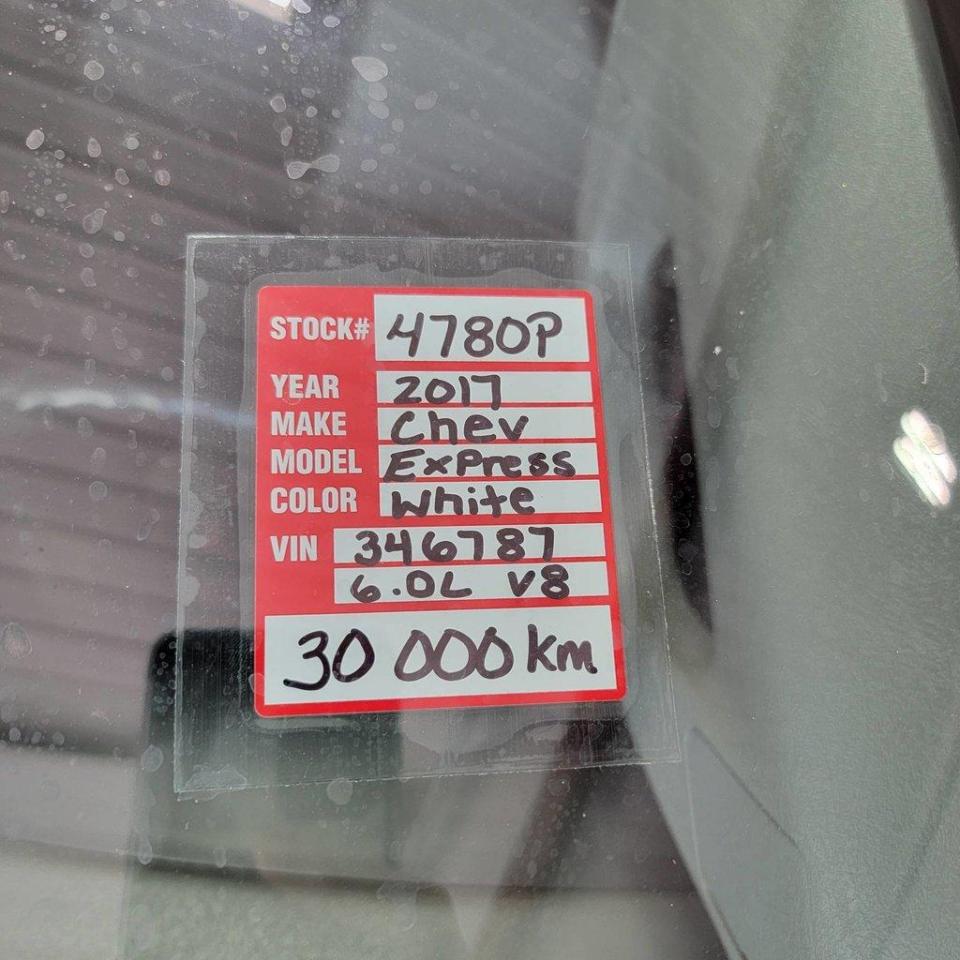 STOCK# 4780P
YEAR 2017
MAKE Chev
MODEL ExPress
COLOR White
VIN 346787
6.0L V8
30 000 km